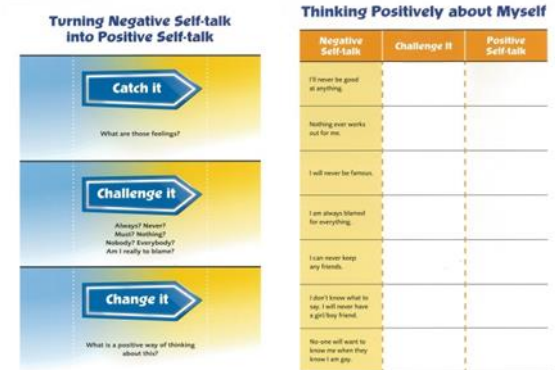 Turning Negative Self-talk
into Positive Self-talk
Catch it
What are those feelings?
Challenge it
Always? Never?
Must? Nothing?
Nobody? Everybody?
Am I really to blame?
Change it
What is a positive way of thinking
about this?
Thinking Positively about Myself
Negative
Self-talk
Challenge It
Positive
Self-talk
I'll never be good
at anything.
Nothing ever works
out for me.
I will never be famous.
I am always blamed
for everything.
I can never keep
any friends.
I don't know what to
say. I will never have
a girl/boy friend.
No one will want to
know me when they
know I am gay.